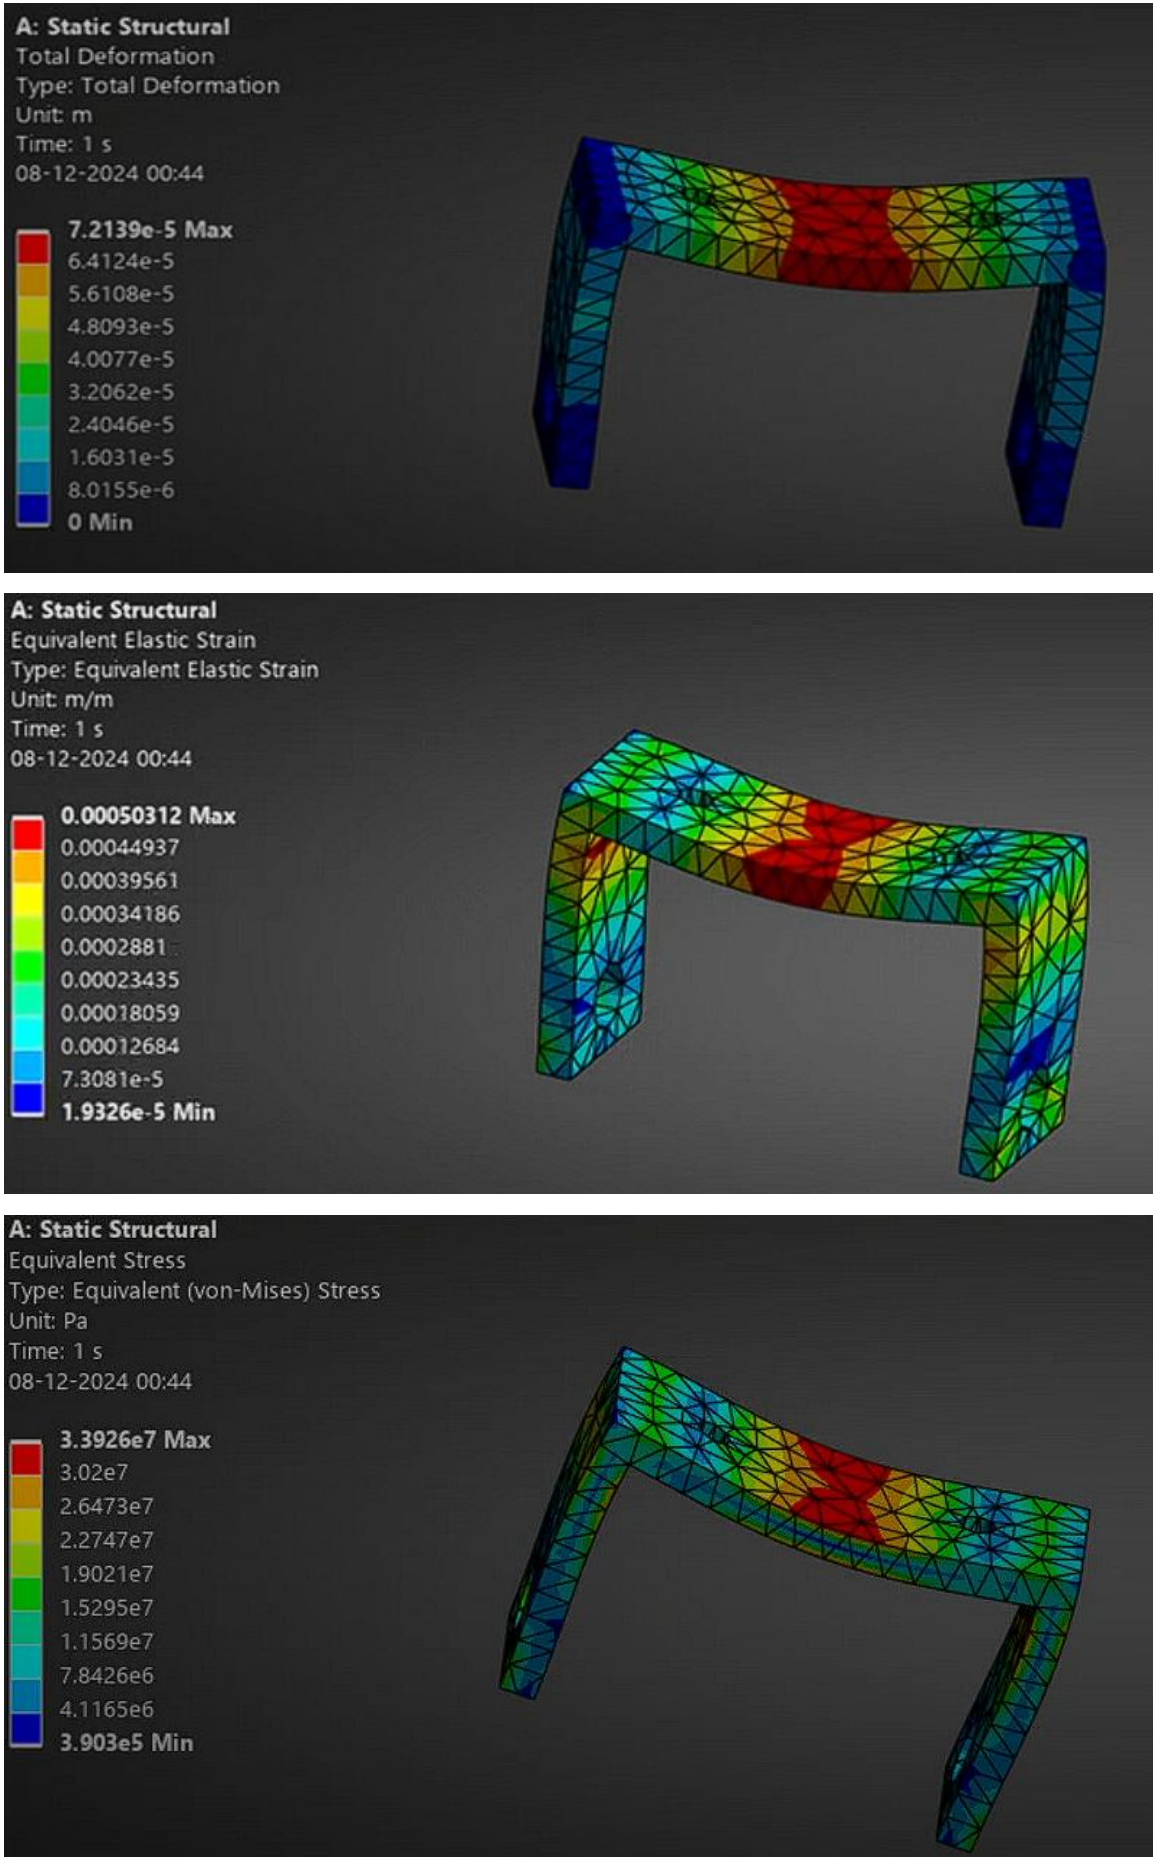 A: Static Structural
Total Deformation
Type: Total Deformation
Unit: m
Time: 1 s
08-12-2024 00:44
7.2139e-5 Max
6.4124e-5
5.6108e-5
4.8093e-5
4.0077e-5
3.2062e-5
2.4046e-5
1.6031e-5
8.0155e-6
0 Min
A: Static Structural
Equivalent Elastic Strain
Type: Equivalent Elastic Strain
Unit: m/m
Time: 1 s
08-12-2024 00:44
0.00050312 Max
0.00044937
0.00039561
0.00034186
0.0002881
0.00023435
0.00018059
0.00012684
7.3081e-5
1.9326e-5 Min
A: Static Structural
Equivalent Stress
Type: Equivalent (von-Mises) Stress
Unit: Pa
Time: 1 s
08-12-2024 00:44
3.3926e7 Max
3.02e7
2.6473e7
2.2747e7
1.9021e7
1.5295e7
1.1569e7
7.8426e6
4.1165e6
3.903e5 Min